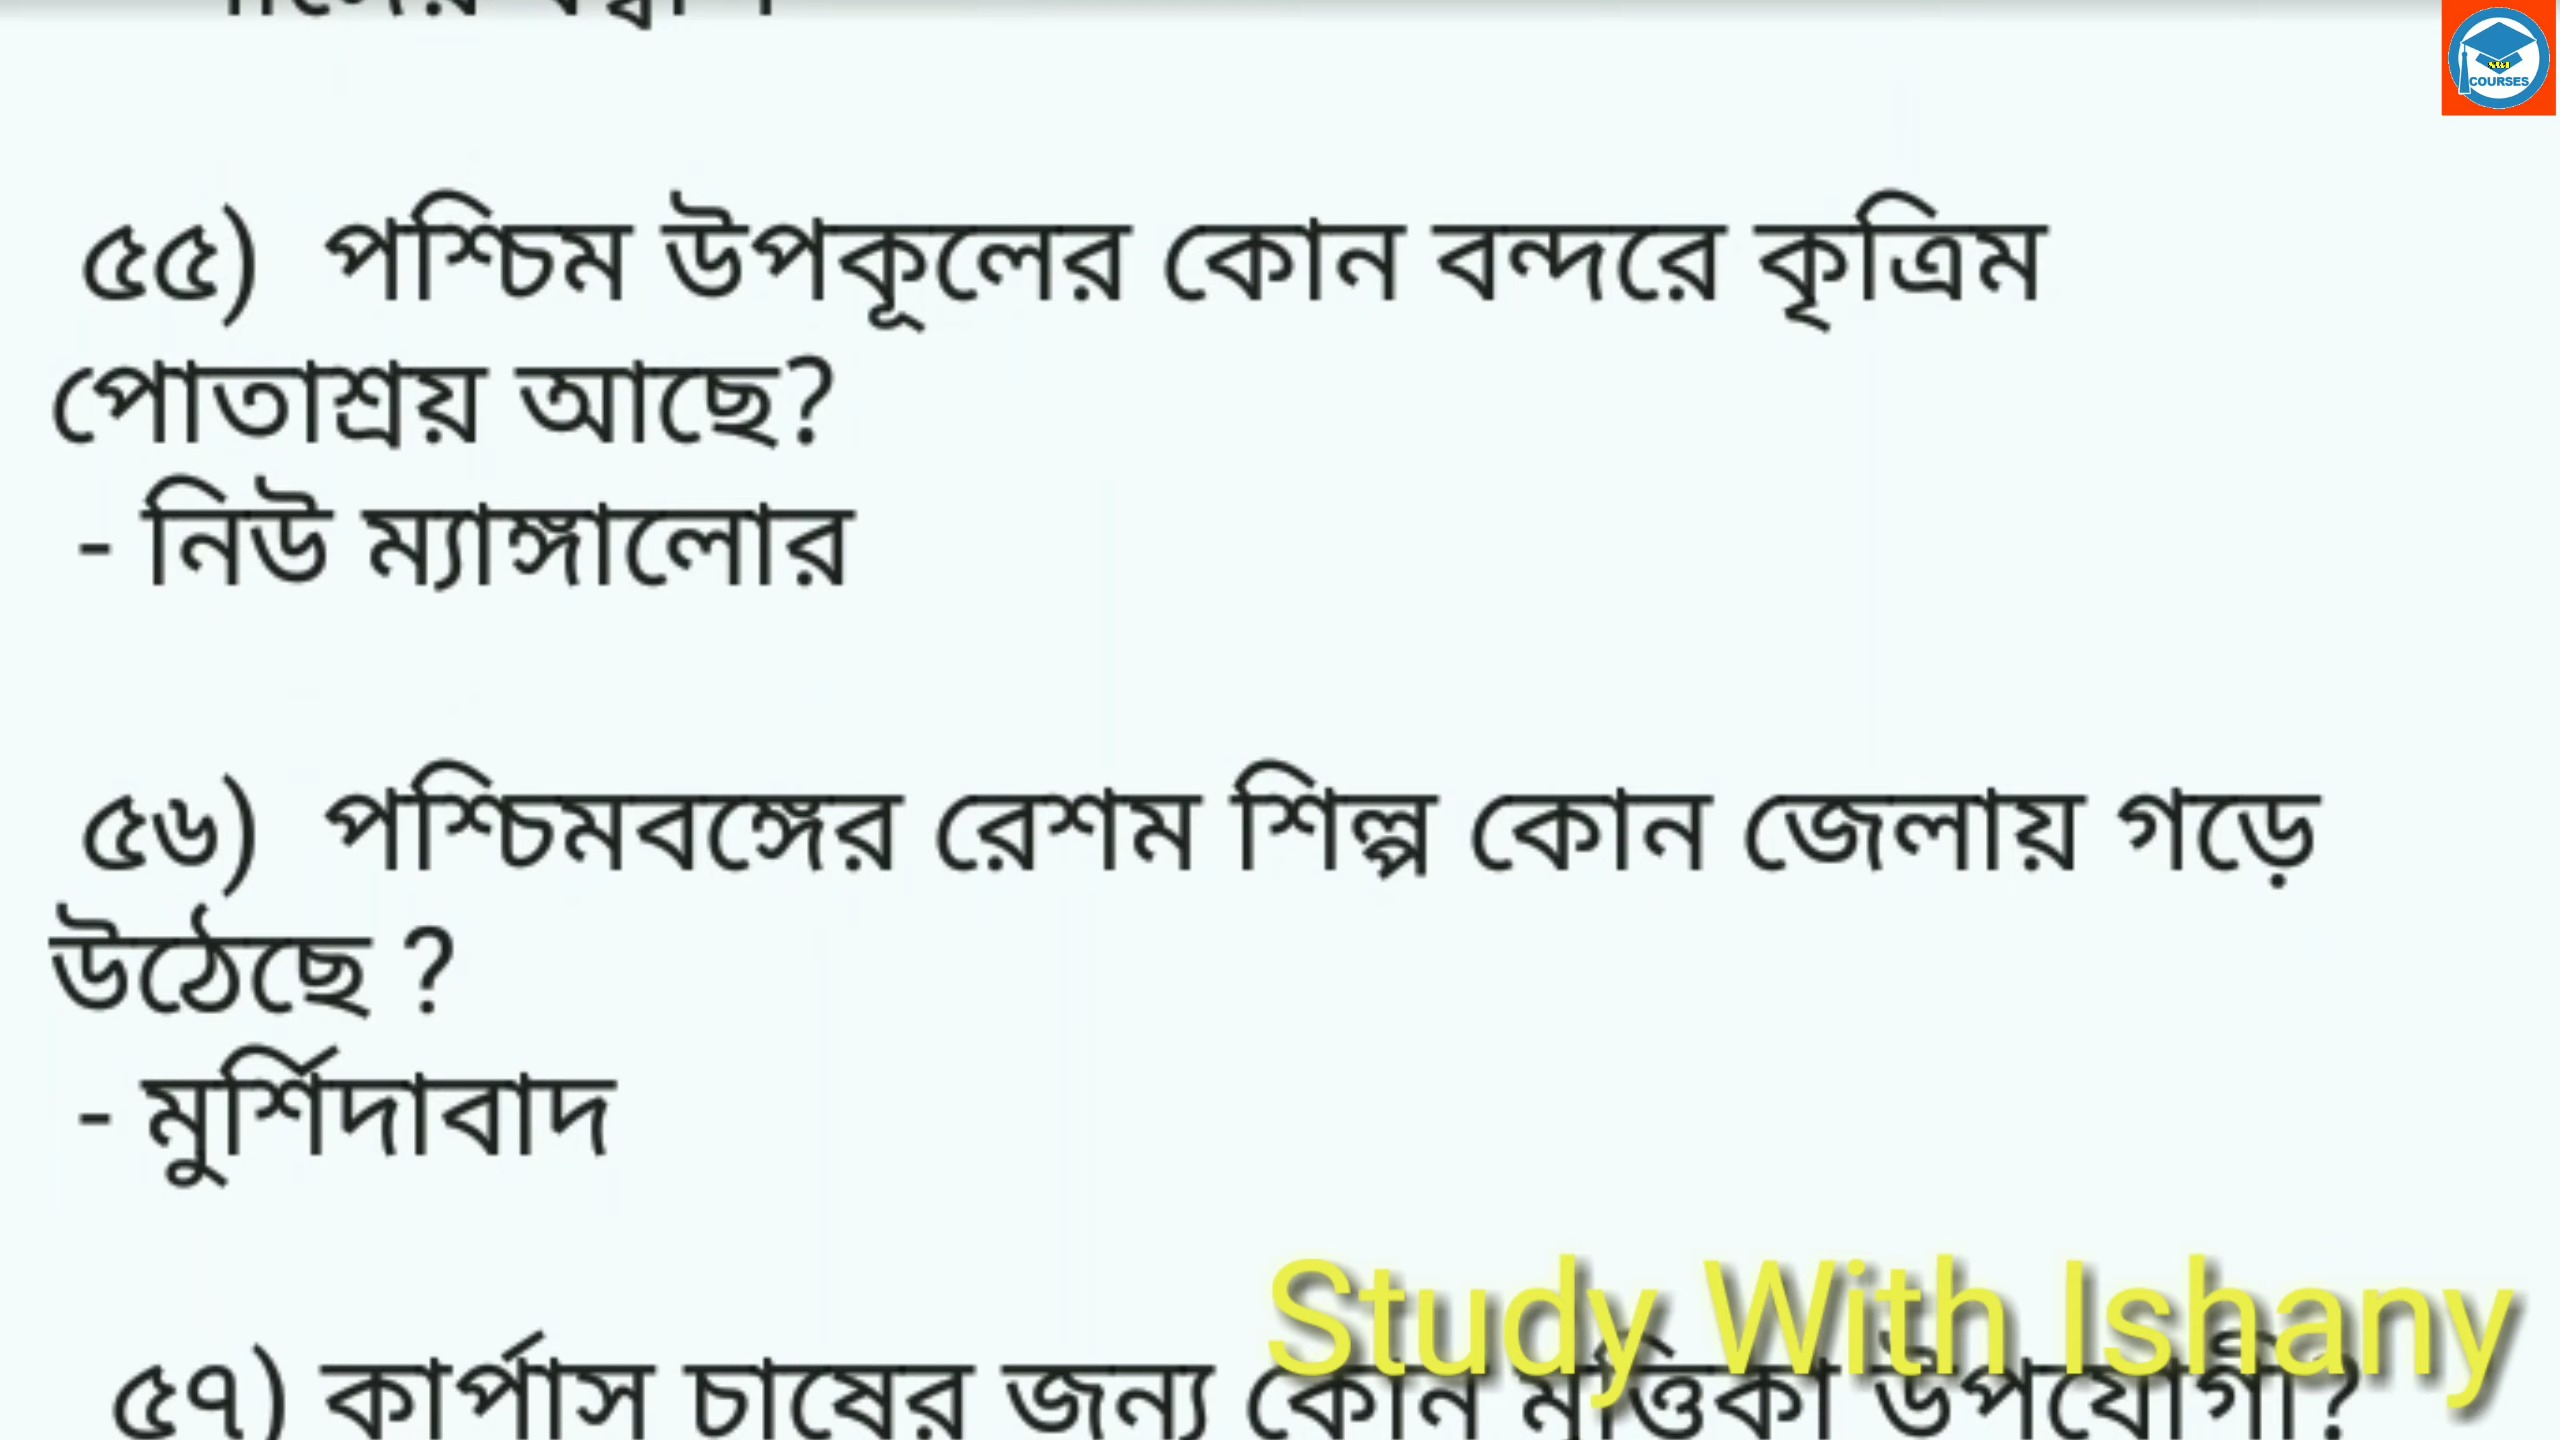 COURSES
৫৫) পশ্চিম উপকূলের কোন বন্দরে কৃত্রিম
পোতাশ্রয় আছে?
- নিউ ম্যাঙ্গালোর
৫৬) পশ্চিমবঙ্গের রেশম শিল্প কোন জেলায় গড়ে
উঠেছে ?
- মুর্শিদাবাদ
Study With Ishany
৫৭) কার্পাস চাষের জন্য কোন মৃত্তিকা উপযোগী?